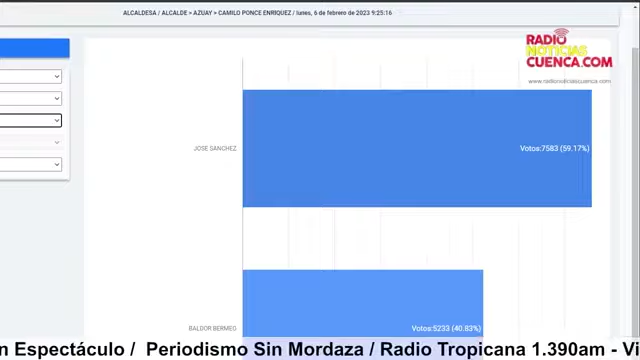 ALCALDESA / ALCALDE > AZUAY > CAMILO PONCE ENRIQUEZ / lunes, 6 de febrero de 2023 9:25:16
RADIO
NOTICIAS
CUENCA.COM
www.radionoticiascuenca.com
JOSE SANCHEZ
Votos:7583 (59.17%)
BALDOR BERMEO
Votos:5233 (40.83%)
n Espectáculo / Periodismo Sin Mordaza / Radio Tropicana 1.390am - Vi